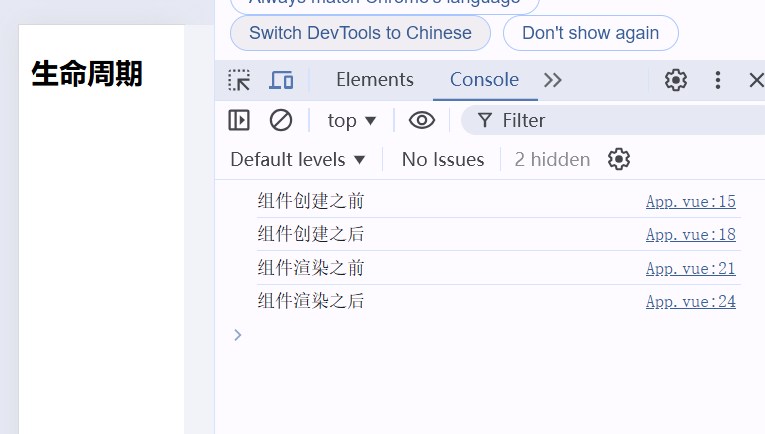 Always match Chrome's language
Switch DevTools to Chinese Don't show again
生命周期
Elements Console
top Filter
Default levels No Issues 2 hidden
组件创建之前 App.vue:15
组件创建之后 App.vue:18
组件渲染之前 App.vue:21
组件渲染之后 App.vue:24